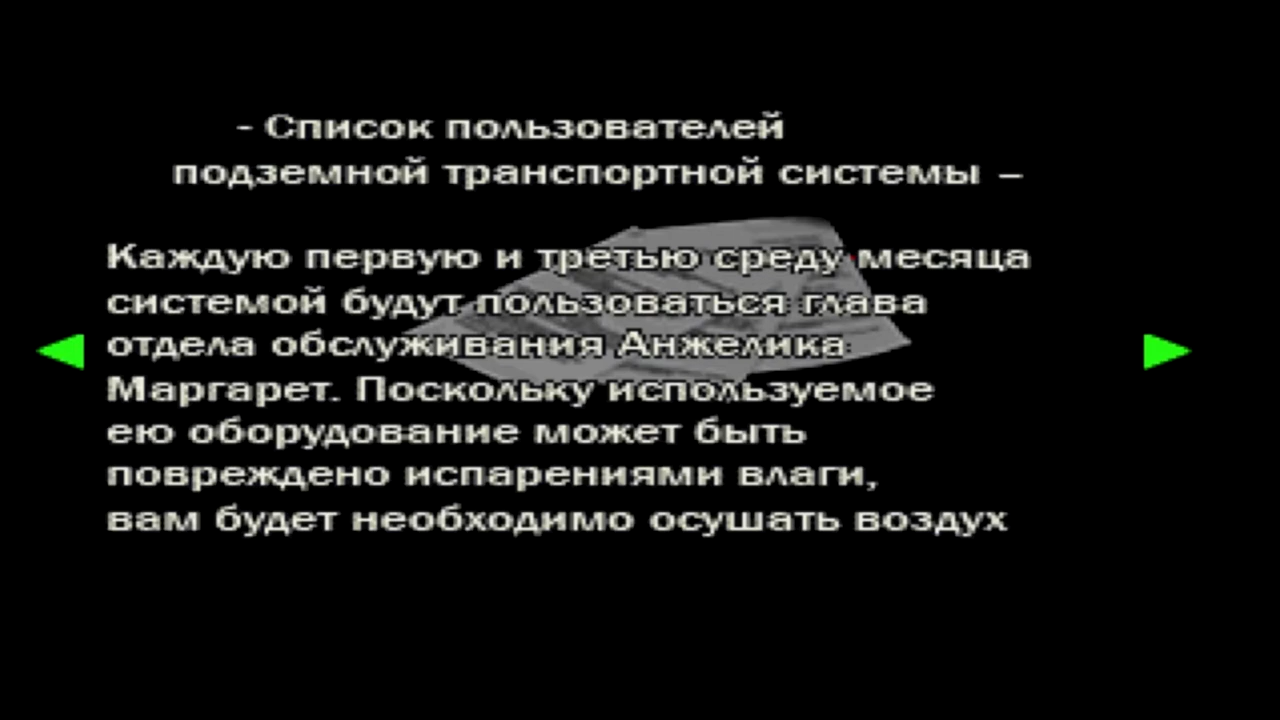 - Список пользователей
подземной транспортной системы –
Каждую первую и третью среду месяца
системой будут пользоваться глава
отдела обслуживания Анжелика
Маргарет. Поскольку используемое
ею оборудование может быть
повреждено испарениями влаги,
вам будет необходимо осушать воздух